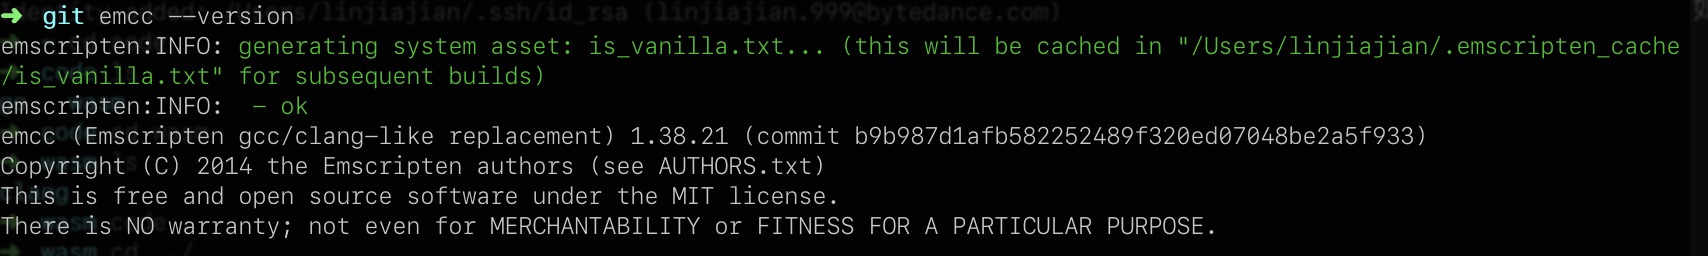 ➜ git emcc --version
emscripten:INFO: generating system asset: is_vanilla.txt... (this will be cached in "/Users/linjiajian/.emscripten_cache
/is_vanilla.txt" for subsequent builds)
emscripten:INFO:  - ok
emcc (Emscripten gcc/clang-like replacement) 1.38.21 (commit b9b987d1afb582252489f320ed07048be2a5f933)
Copyright (C) 2014 the Emscripten authors (see AUTHORS.txt)
This is free and open source software under the MIT license.
There is NO warranty; not even for MERCHANTABILITY or FITNESS FOR A PARTICULAR PURPOSE.